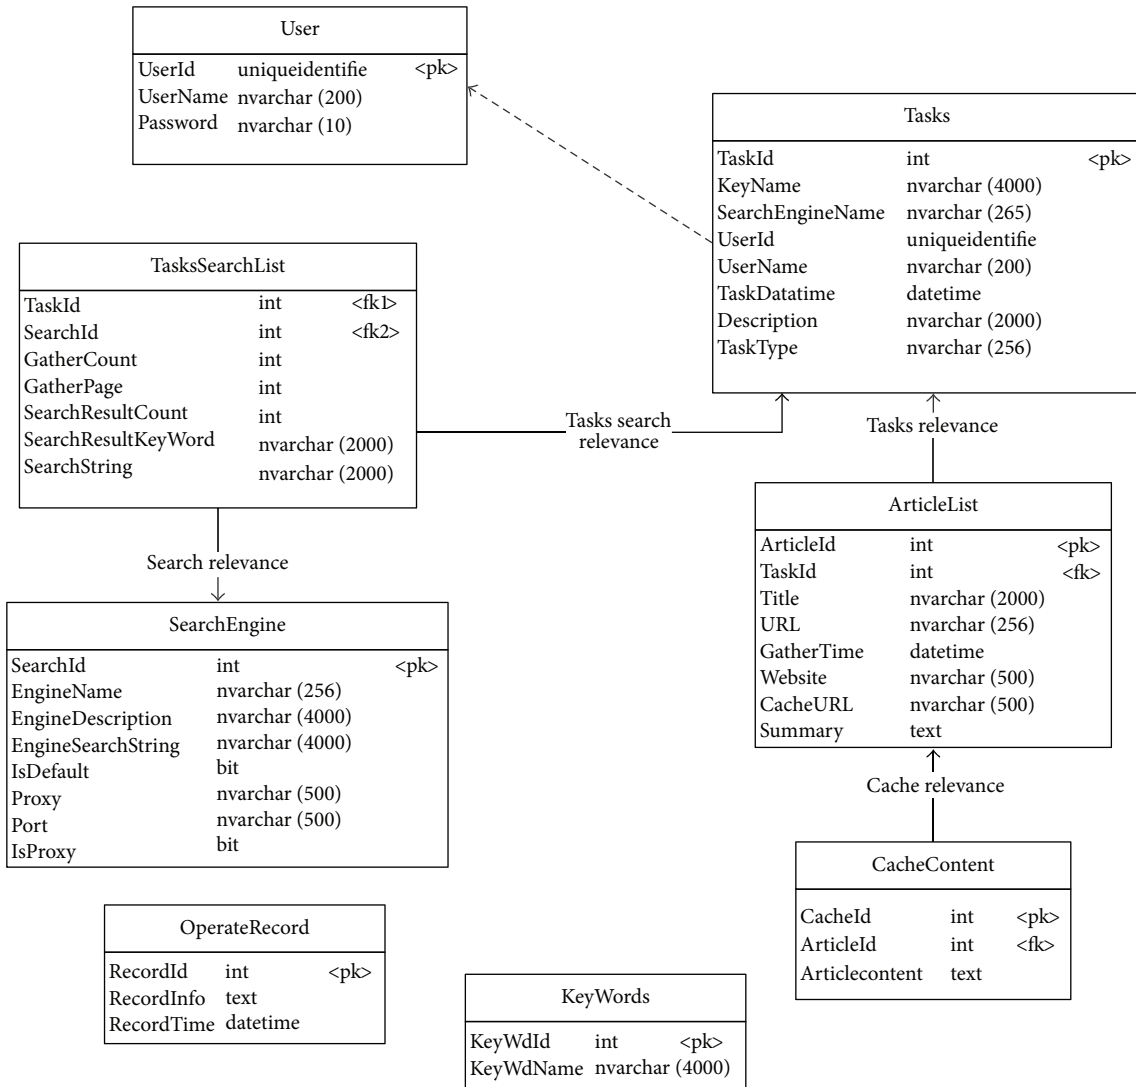 User
UserId uniqueidentifie <pk>
UserName nvarchar (200)
Password nvarchar (10)
Tasks
TaskId int <pk>
KeyName nvarchar (4000)
SearchEngineName nvarchar (265)
UserId uniqueidentifie
UserName nvarchar (200)
TaskDatatime datetime
Description nvarchar (2000)
TaskType nvarchar (256)
TasksSearchList
TaskId int <fk1>
SearchId int <fk2>
GatherCount int
GatherPage int
SearchResultCount int
SearchResultKeyWord nvarchar (2000)
SearchString nvarchar (2000)
Tasks search
relevance
Tasks relevance
Search relevance
ArticleList
ArticleId int <pk>
TaskId int <fk>
Title nvarchar (2000)
URL nvarchar (256)
GatherTime datetime
Website nvarchar (500)
CacheURL nvarchar (500)
Summary text
SearchEngine
SearchId int <pk>
EngineName nvarchar (256)
EngineDescription nvarchar (4000)
EngineSearchString nvarchar (4000)
IsDefault bit
Proxy nvarchar (500)
Port nvarchar (500)
IsProxy bit
Cache relevance
CacheContent
CacheId int <pk>
ArticleId int <fk>
Articlecontent text
OperateRecord
RecordId int <pk>
RecordInfo text
RecordTime datetime
KeyWords
KeyWdId int <pk>
KeyWdName nvarchar (4000)